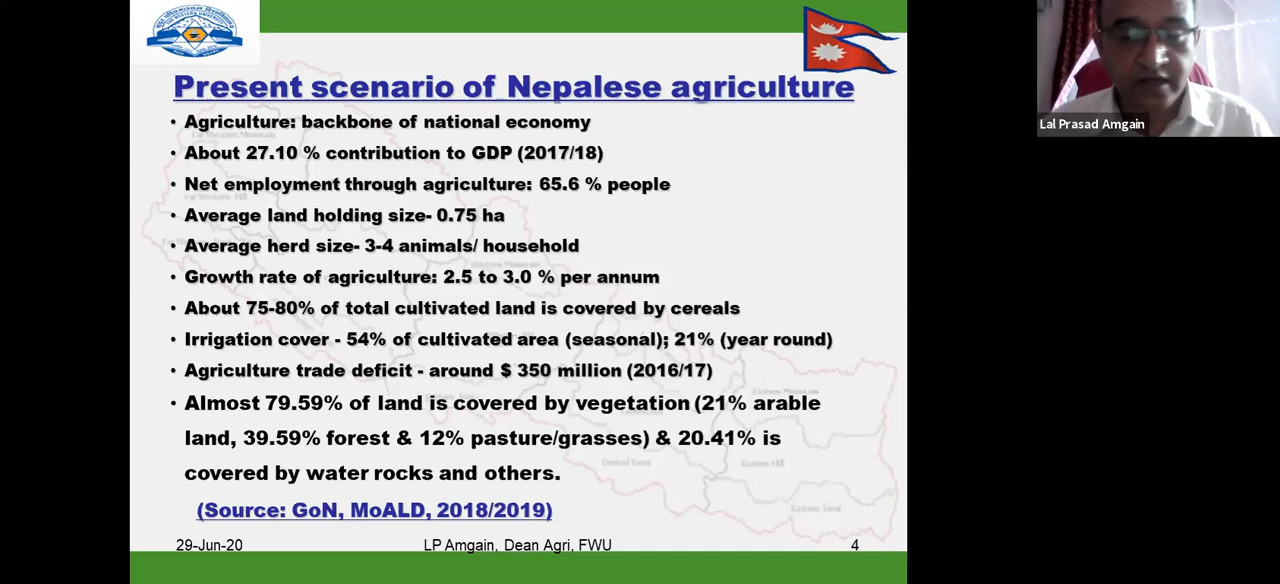 Present scenario of Nepalese agriculture
• Agriculture: backbone of national economy
• About 27.10 % contribution to GDP (2017/18)
• Net employment through agriculture: 65.6 % people
• Average land holding size- 0.75 ha
• Average herd size- 3-4 animals/ household
• Growth rate of agriculture: 2.5 to 3.0 % per annum
• About 75-80% of total cultivated land is covered by cereals
• Irrigation cover - 54% of cultivated area (seasonal); 21% (year round)
• Agriculture trade deficit - around $ 350 million (2016/17)
• Almost 79.59% of land is covered by vegetation (21% arable
land, 39.59% forest & 12% pasture/grasses) & 20.41% is
covered by water rocks and others.
(Source: GoN, MoALD, 2018/2019)
29-Jun-20
LP Amgain, Dean Agri, FWU
4
Lal Prasad Amgain